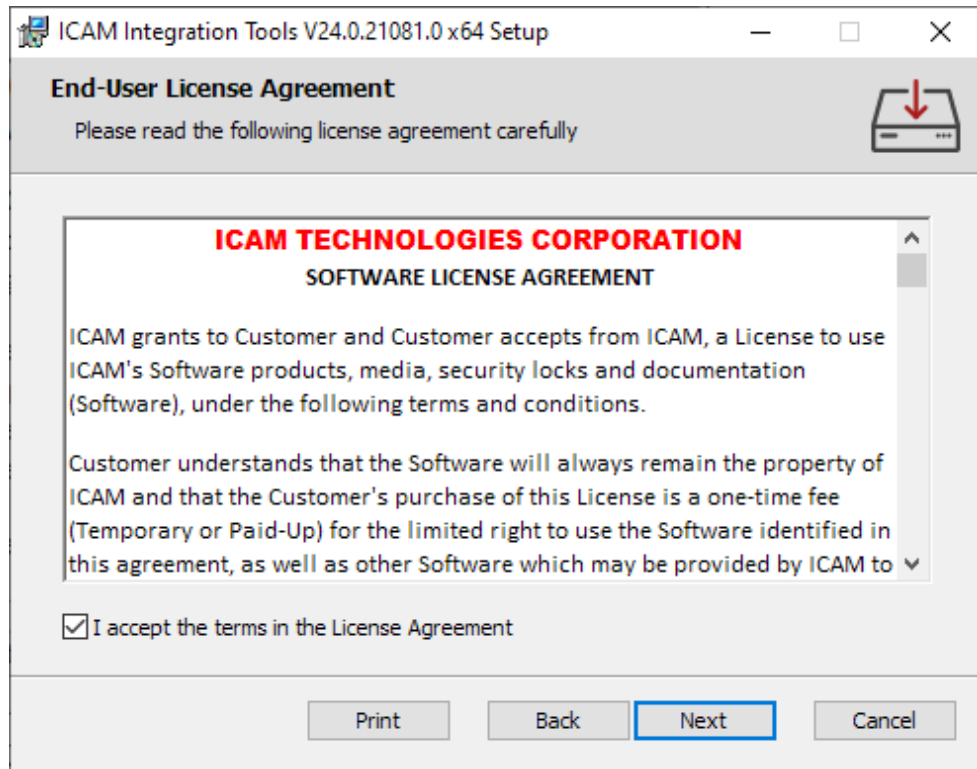 ICAM Integration Tools V24.0.21081.0 x64 Setup
End-User License Agreement
Please read the following license agreement carefully
ICAM TECHNOLOGIES CORPORATION
SOFTWARE LICENSE AGREEMENT
ICAM grants to Customer and Customer accepts from ICAM, a License to use
ICAM's Software products, media, security locks and documentation
(Software), under the following terms and conditions.
Customer understands that the Software will always remain the property of
ICAM and that the Customer's purchase of this License is a one-time fee
(Temporary or Paid-Up) for the limited right to use the Software identified in
this agreement, as well as other Software which may be provided by ICAM to
I accept the terms in the License Agreement
Print Back Next Cancel